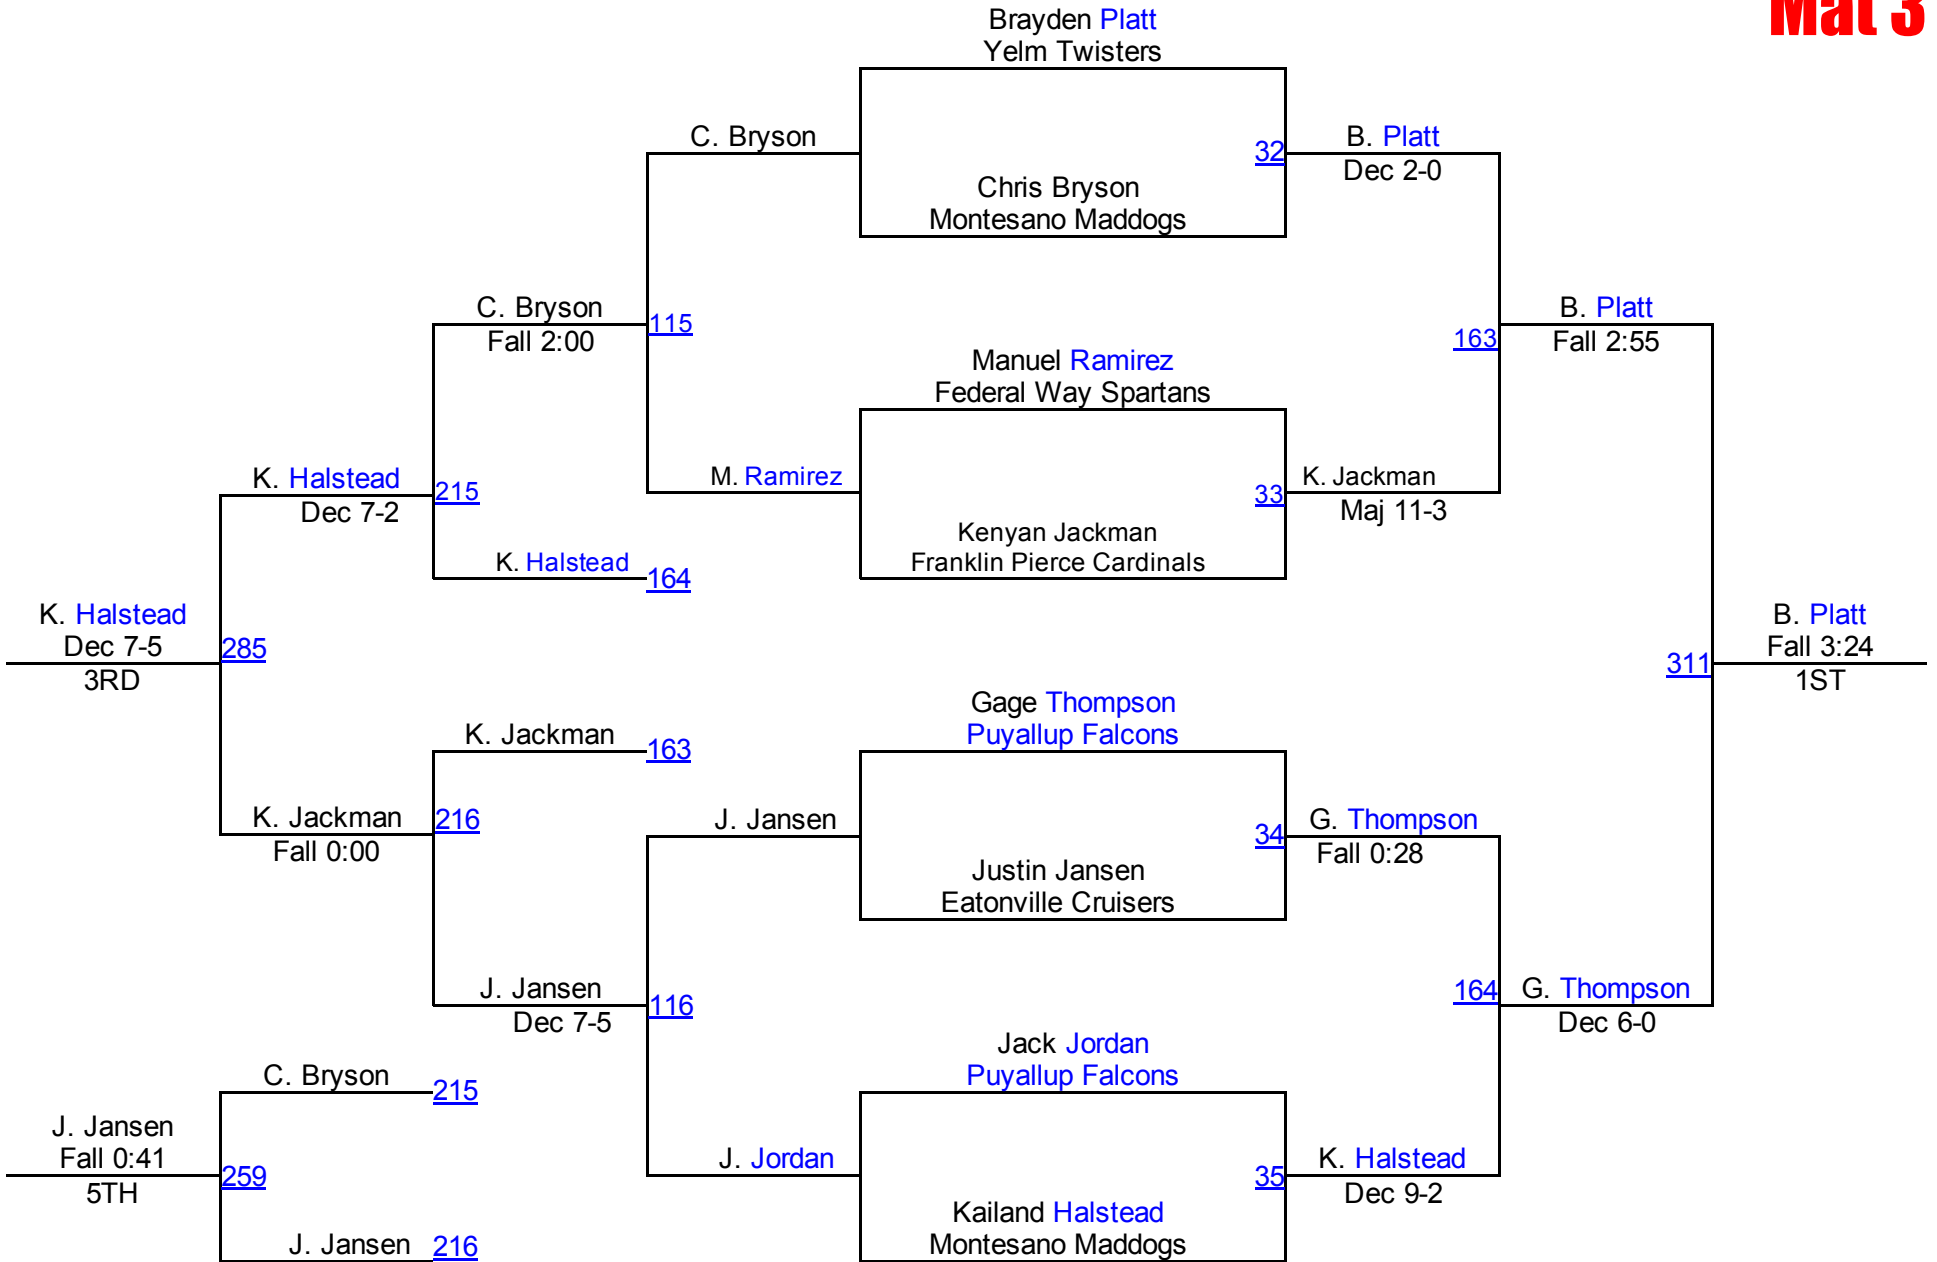 Mat 3
Brayden Platt
Yelm Twisters
C. Bryson
32
B. Platt
Dec 2-0
Chris Bryson
Montesano Maddogs
C. Bryson
Fall 2:00
115
B. Platt
Fall 2:55
163
Manuel Ramirez
Federal Way Spartans
K. Halstead
Dec 7-2
215
M. Ramirez
33
K. Jackman
Maj 11-3
Kenyan Jackman
Franklin Pierce Cardinals
K. Halstead
164
K. Halstead
Dec 7-5
3RD
285
311
B. Platt
Fall 3:24
1ST
Gage Thompson
Puyallup Falcons
K. Jackman
163
K. Jackman
Fall 0:00
216
J. Jansen
34
G. Thompson
Fall 0:28
Justin Jansen
Eatonville Cruisers
J. Jansen
Dec 7-5
116
164
G. Thompson
Dec 6-0
Jack Jordan
Puyallup Falcons
C. Bryson
215
J. Jansen
Fall 0:41
5TH
259
J. Jordan
35
K. Halstead
Dec 9-2
Kailand Halstead
Montesano Maddogs
J. Jansen
216